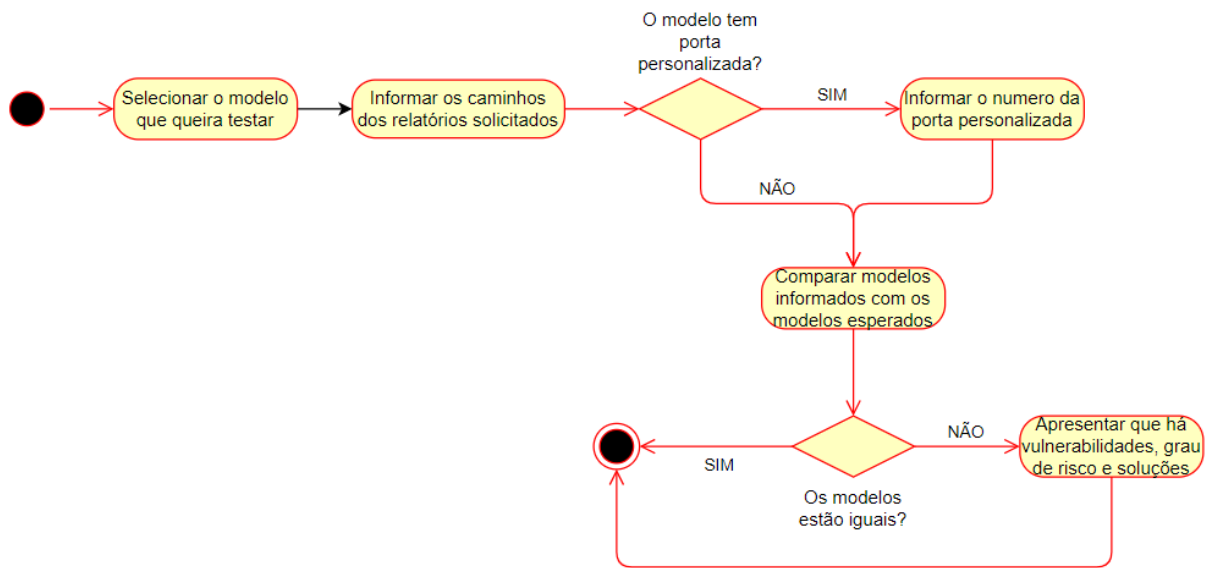 O modelo tem
porta
personalizada?
Selecionar o modelo
que queira testar
Informar os caminhos
dos relatórios solicitados
SIM
Informar o numero da
porta personalizada
NÃO
Comparar modelos
informados com os
modelos esperados
SIM
NÃO
Apresentar que há
vulnerabilidades, grau
de risco e soluções
Os modelos
estão iguais?